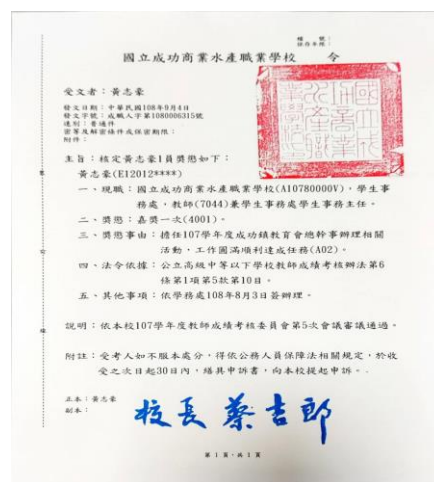 檔　　號：
保存年限：
國立成功商業水產職業學校　　令
受文者：黃志豪
發文日期：中華民國108年9月4日
發文字號：成職人字第1080006315號
速別：普通件
密等及解密條件或保密期限：
附件：
主旨：核定黃志豪1員獎懲如下：
黃志豪(E12012****)
一、現職：國立成功商業水產職業學校(A10780000V)，學生事
務處，教師(7044)兼學生事務處學生事務主任。
二、獎懲：嘉獎一次(4001)。
三、獎懲事由：擔任107學年度成功鎮教育會總幹事辦理相關
活動，工作圓滿順利達成任務(A02)。
四、法令依據：公立高級中等以下學校教師成績考核辦法第6
條第1項第5款第10目。
五、其他事項：依學務處108年8月3日簽辦理。
說明：依本校107學年度教師成績考核委員會第5次會議審議通過。
附註：受考人如不服本處分，得依公務人員保障法相關規定，於收
受之次日起30日內，繕具申訴書，向本校提起申訴。
正本：黃志豪
副本：
校長蔡吉郎
第 1 頁，共 1 頁
裝
訂
線